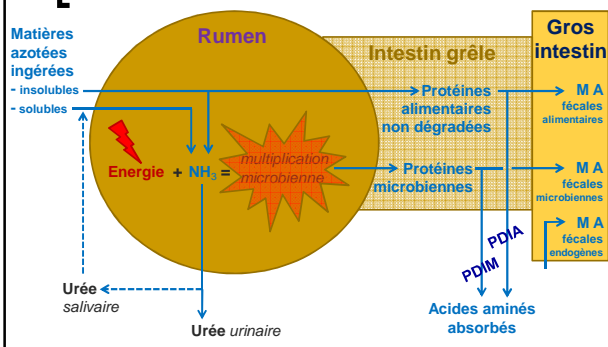 Rumen
Gros
intestin
Matières
azotées
ingérées
- insolubles
- solubles
Intestin grêle
Protéines
alimentaires
non dégradées
M A
fécales
alimentaires
Energie + NH₃ =
multiplication
microbienne
Protéines
microbiennes
M A
fécales
microbiennes
M A
fécales
endogènes
PDIA
PDIM
Urée
salivaire
Urée urinaire
Acides aminés
absorbés